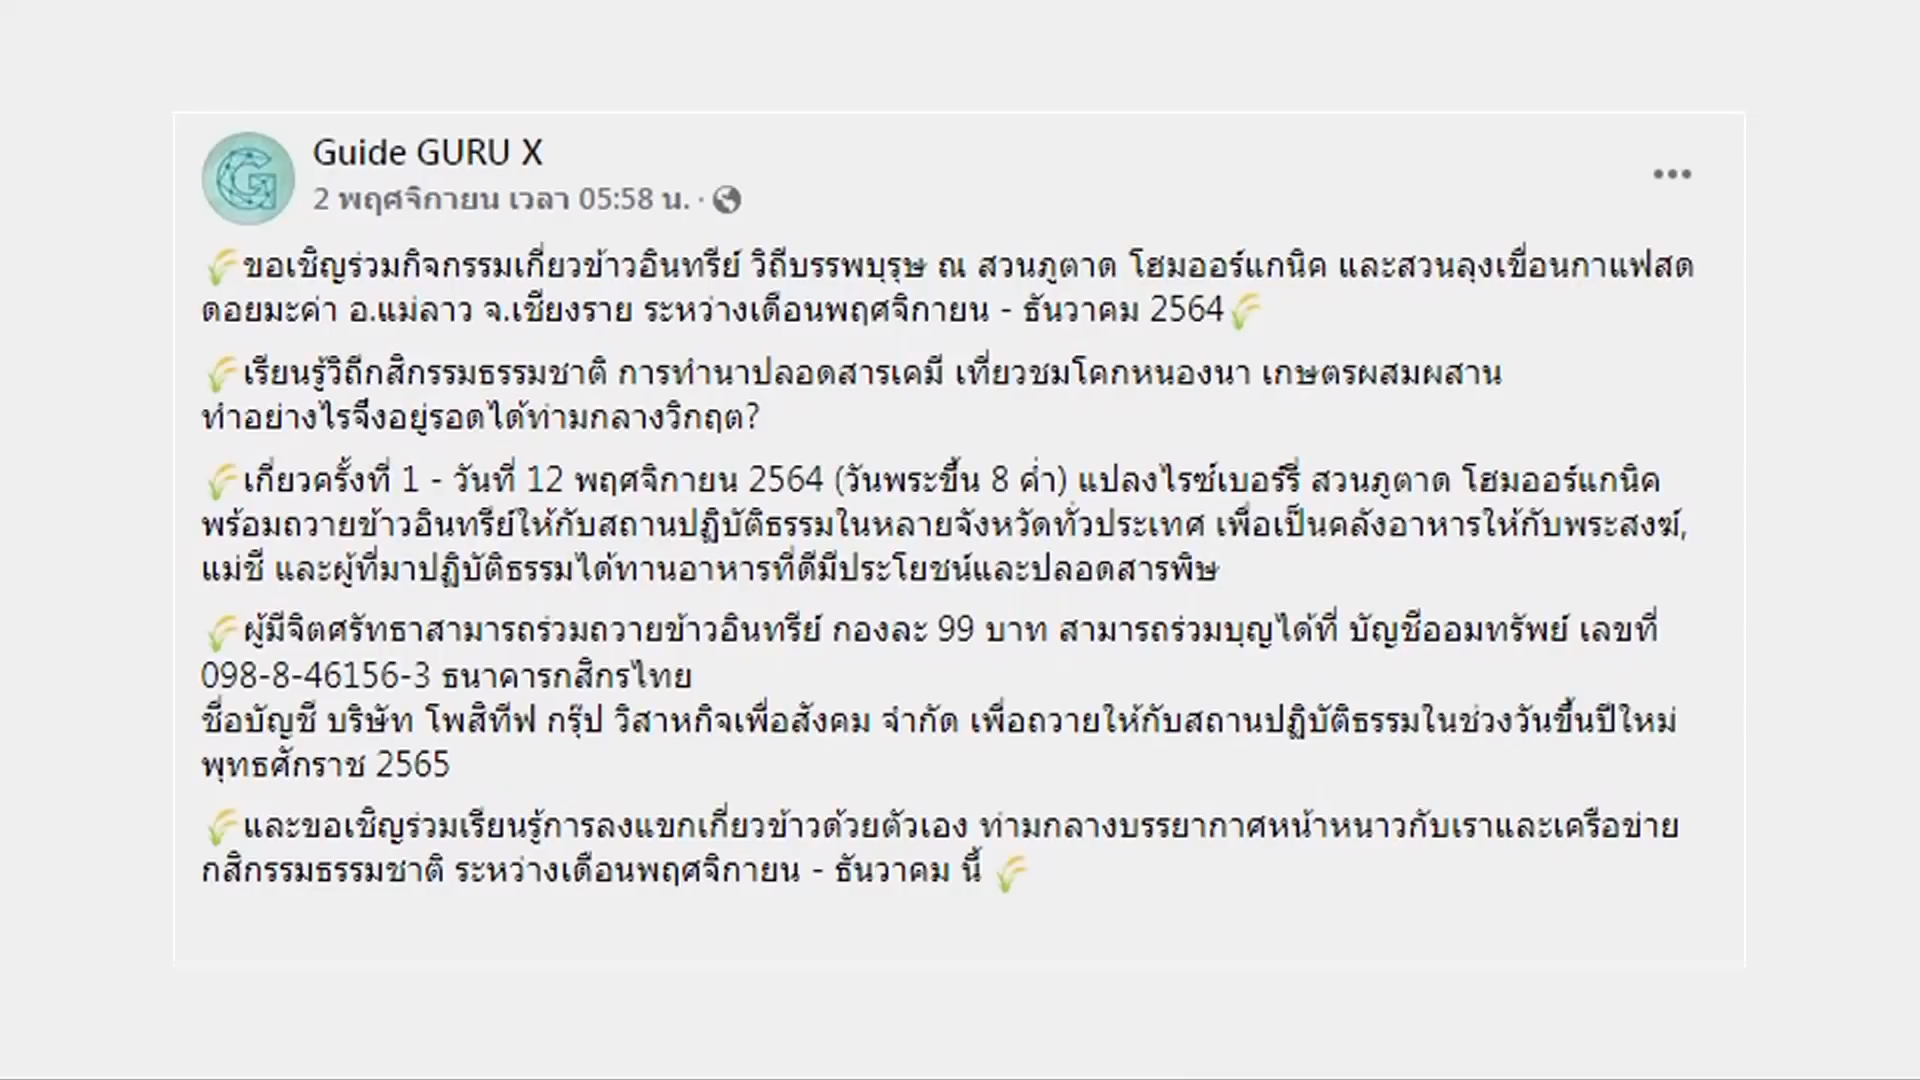 Guide GURU X
2 พฤศจิกายน เวลา 05:58 น. ·
🌾ขอเชิญร่วมกิจกรรมเกี่ยวข้าวอินทรีย์ วิถีบรรพบุรุษ ณ สวนภูตาด โฮมออร์แกนิค และสวนลุงเขื่อนกาแฟสด
ดอยมะค่า อ.แม่ลาว จ.เชียงราย ระหว่างเดือนพฤศจิกายน - ธันวาคม 2564🌾
🌾เรียนรู้วิถีกสิกรรมธรรมชาติ การทำนาปลอดสารเคมี เที่ยวชมโคกหนองนา เกษตรผสมผสาน
ทำอย่างไรจึงอยู่รอดได้ท่ามกลางวิกฤต?
🌾เกี่ยวครั้งที่ 1 - วันที่ 12 พฤศจิกายน 2564 (วันพระขึ้น 8 ค่ำ) แปลงไรซ์เบอร์รี่ สวนภูตาด โฮมออร์แกนิค
พร้อมถวายข้าวอินทรีย์ให้กับสถานปฏิบัติธรรมในหลายจังหวัดทั่วประเทศ เพื่อเป็นคลังอาหารให้กับพระสงฆ์,
แม่ชี และผู้ที่มาปฏิบัติธรรมได้ทานอาหารที่ดีมีประโยชน์และปลอดสารพิษ
🌾ผู้มีจิตศรัทธาสามารถร่วมถวายข้าวอินทรีย์ กองละ 99 บาท สามารถร่วมบุญได้ที่ บัญชีออมทรัพย์ เลขที่
098-8-46156-3 ธนาคารกสิกรไทย
ชื่อบัญชี บริษัท โพสิทีฟ กรุ๊ป วิสาหกิจเพื่อสังคม จำกัด เพื่อถวายให้กับสถานปฏิบัติธรรมในช่วงวันขึ้นปีใหม่
พุทธศักราช 2565
🌾และขอเชิญร่วมเรียนรู้การลงแขกเกี่ยวข้าวด้วยตัวเอง ท่ามกลางบรรยากาศหน้าหนาวกับเราและเครือข่าย
กสิกรรมธรรมชาติ ระหว่างเดือนพฤศจิกายน - ธันวาคม นี้ 🌾